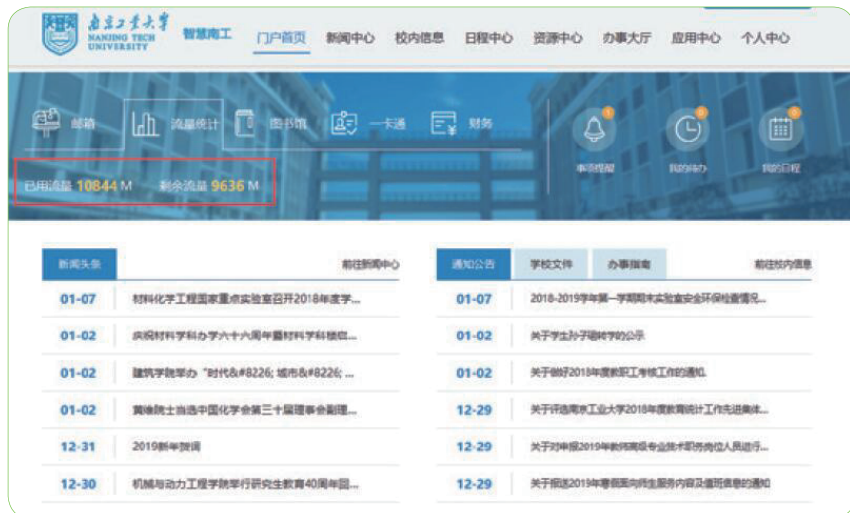 南京工业大学
NANJING TECH
UNIVERSITY
智慧南工 门户首页 新闻中心 校内信息 日程中心 资源中心 办事大厅 应用中心 个人中心
邮箱 流量统计 图书馆 一卡通 财务
事项提醒 我的待办 我的日程
已用流量 10844 M 剩余流量 9636 M
新闻头条 前往新闻中心
01-07 材料化学工程国家重点实验室召开2018年度学...
01-02 庆祝材料学科办学六十六周年暨材料学科楼启...
01-02 建筑学院举办“时代&#8226; 城市&#8226; ...
01-02 黄维院士当选中国化学会第三十届理事会副理...
12-31 2019新年贺词
12-30 机械与动力工程学院举行研究生教育40周年回...
通知公告 学校文件 办事指南 前往校内信息
01-07 2018-2019学年第一学期期末实验室安全环保检查情况...
01-02 关于学生孙子琚转学的公示
01-02 关于做好2018年度教职工考核工作的通知.
12-29 关于评选南京工业大学2018年度教育统计工作先进集体...
12-29 关于对申报2019年教师高级专业技术职务岗位人员进行...
12-29 关于报送2019年寒假面向师生服务内容及值班信息的通知